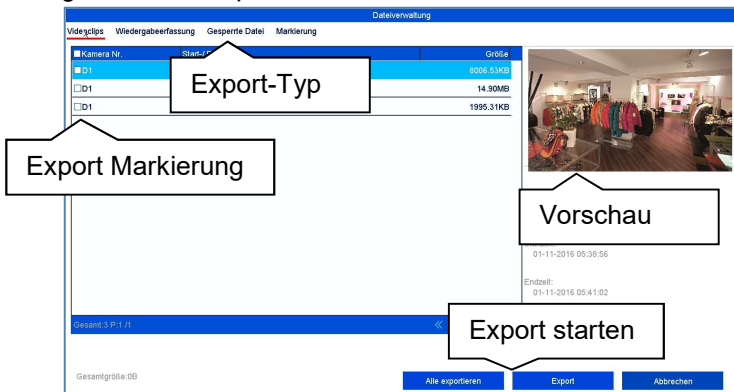 Dateiverwaltung
Videoclips Wiedergabeerfassung Gesperrte Datei Markierung
Kamera Nr. Start-/ Größe
D1 8006.53KB
D1 14.90MB
D1 1995.31KB
Export-Typ
Export Markierung
Vorschau
01-11-2016 05:38:56
Endzeit:
01-11-2016 05:41:02
Export starten
Gesamt:3 P:1 /1
Gesamtgröße:0B
Alle exportieren Export Abbrechen